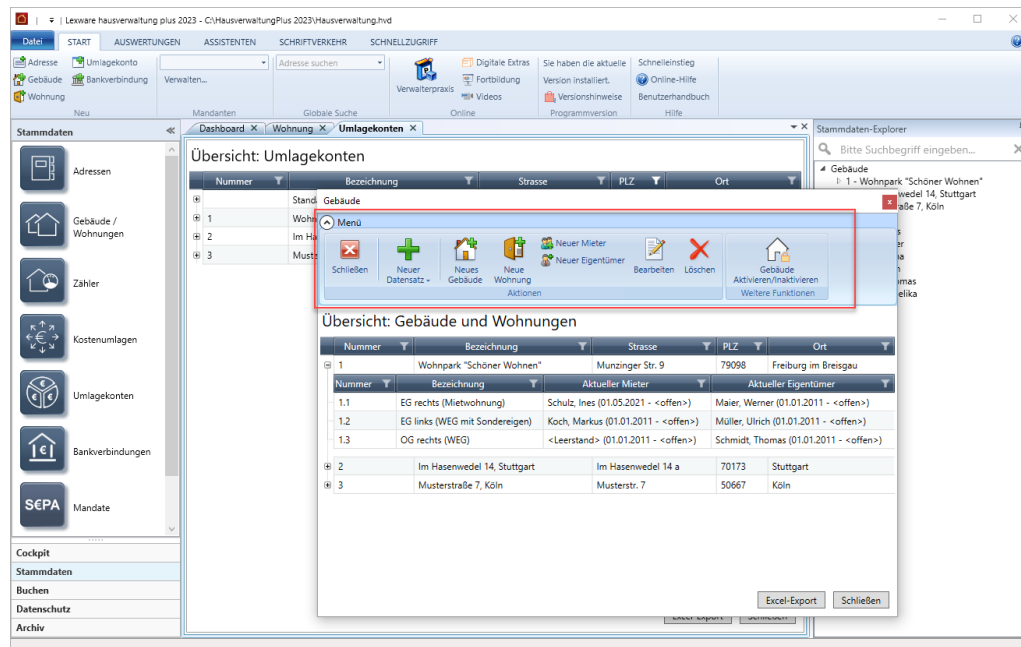 Lexware hausverwaltung plus 2023 - C:\HausverwaltungPlus 2023\Hausverwaltung.hvd
Datei START AUSWERTUNGEN ASSISTENTEN SCHRIFTVERKEHR SCHNELLZUGRIFF
Adresse Umlagekonto Adresse suchen Digitale Extras Sie haben die aktuelle Schnelleinstieg
Gebäude Bankverbindung Verwalten... Verwalterpraxis Fortbildung Version installiert. Online-Hilfe
Wohnung Videos Versionshinweise Benutzerhandbuch
Neu Mandanten Globale Suche Online Programmversion Hilfe
Stammdaten
Dashboard X Wohnung X Umlagekonten X
Stammdaten-Explorer
Bitte Suchbegriff eingeben...
Gebäude
1 - Wohnpark "Schöner Wohnen"
wedel 14, Stuttgart
aße 7, Köln
mas
elika
Adressen
Gebäude /
Wohnungen
Zähler
Kostenumlagen
Umlagekonten
Bankverbindungen
SEPA Mandate
Cockpit
Stammdaten
Buchen
Datenschutz
Archiv
Übersicht: Umlagekonten
Nummer Bezeichnung Strasse PLZ Ort
Stand
1 Wohn
2 Im Ha
3 Must
Gebäude x
Menü
Schließen
Neuer
Datensatz
Neues
Gebäude
Neue
Wohnung
Neuer Mieter
Neuer Eigentümer
Bearbeiten
Löschen
Gebäude
Aktivieren/Inaktivieren
Aktionen Weitere Funktionen
Übersicht: Gebäude und Wohnungen
Nummer Bezeichnung Strasse PLZ Ort
1 Wohnpark "Schöner Wohnen" Munzinger Str. 9 79098 Freiburg im Breisgau
Nummer Bezeichnung Aktueller Mieter Aktueller Eigentümer
1.1 EG rechts (Mietwohnung) Schulz, Ines (01.05.2021 - <offen>) Maier, Werner (01.01.2011 - <offen>)
1.2 EG links (WEG mit Sondereigen) Koch, Markus (01.01.2011 - <offen>) Müller, Ulrich (01.01.2011 - <offen>)
1.3 OG rechts (WEG) <Leerstand> (01.01.2011 - <offen>) Schmidt, Thomas (01.01.2011 - <offen>)
2 Im Hasenwedel 14, Stuttgart Im Hasenwedel 14 a 70173 Stuttgart
3 Musterstraße 7, Köln Musterstr. 7 50667 Köln
Excel-Export Schließen